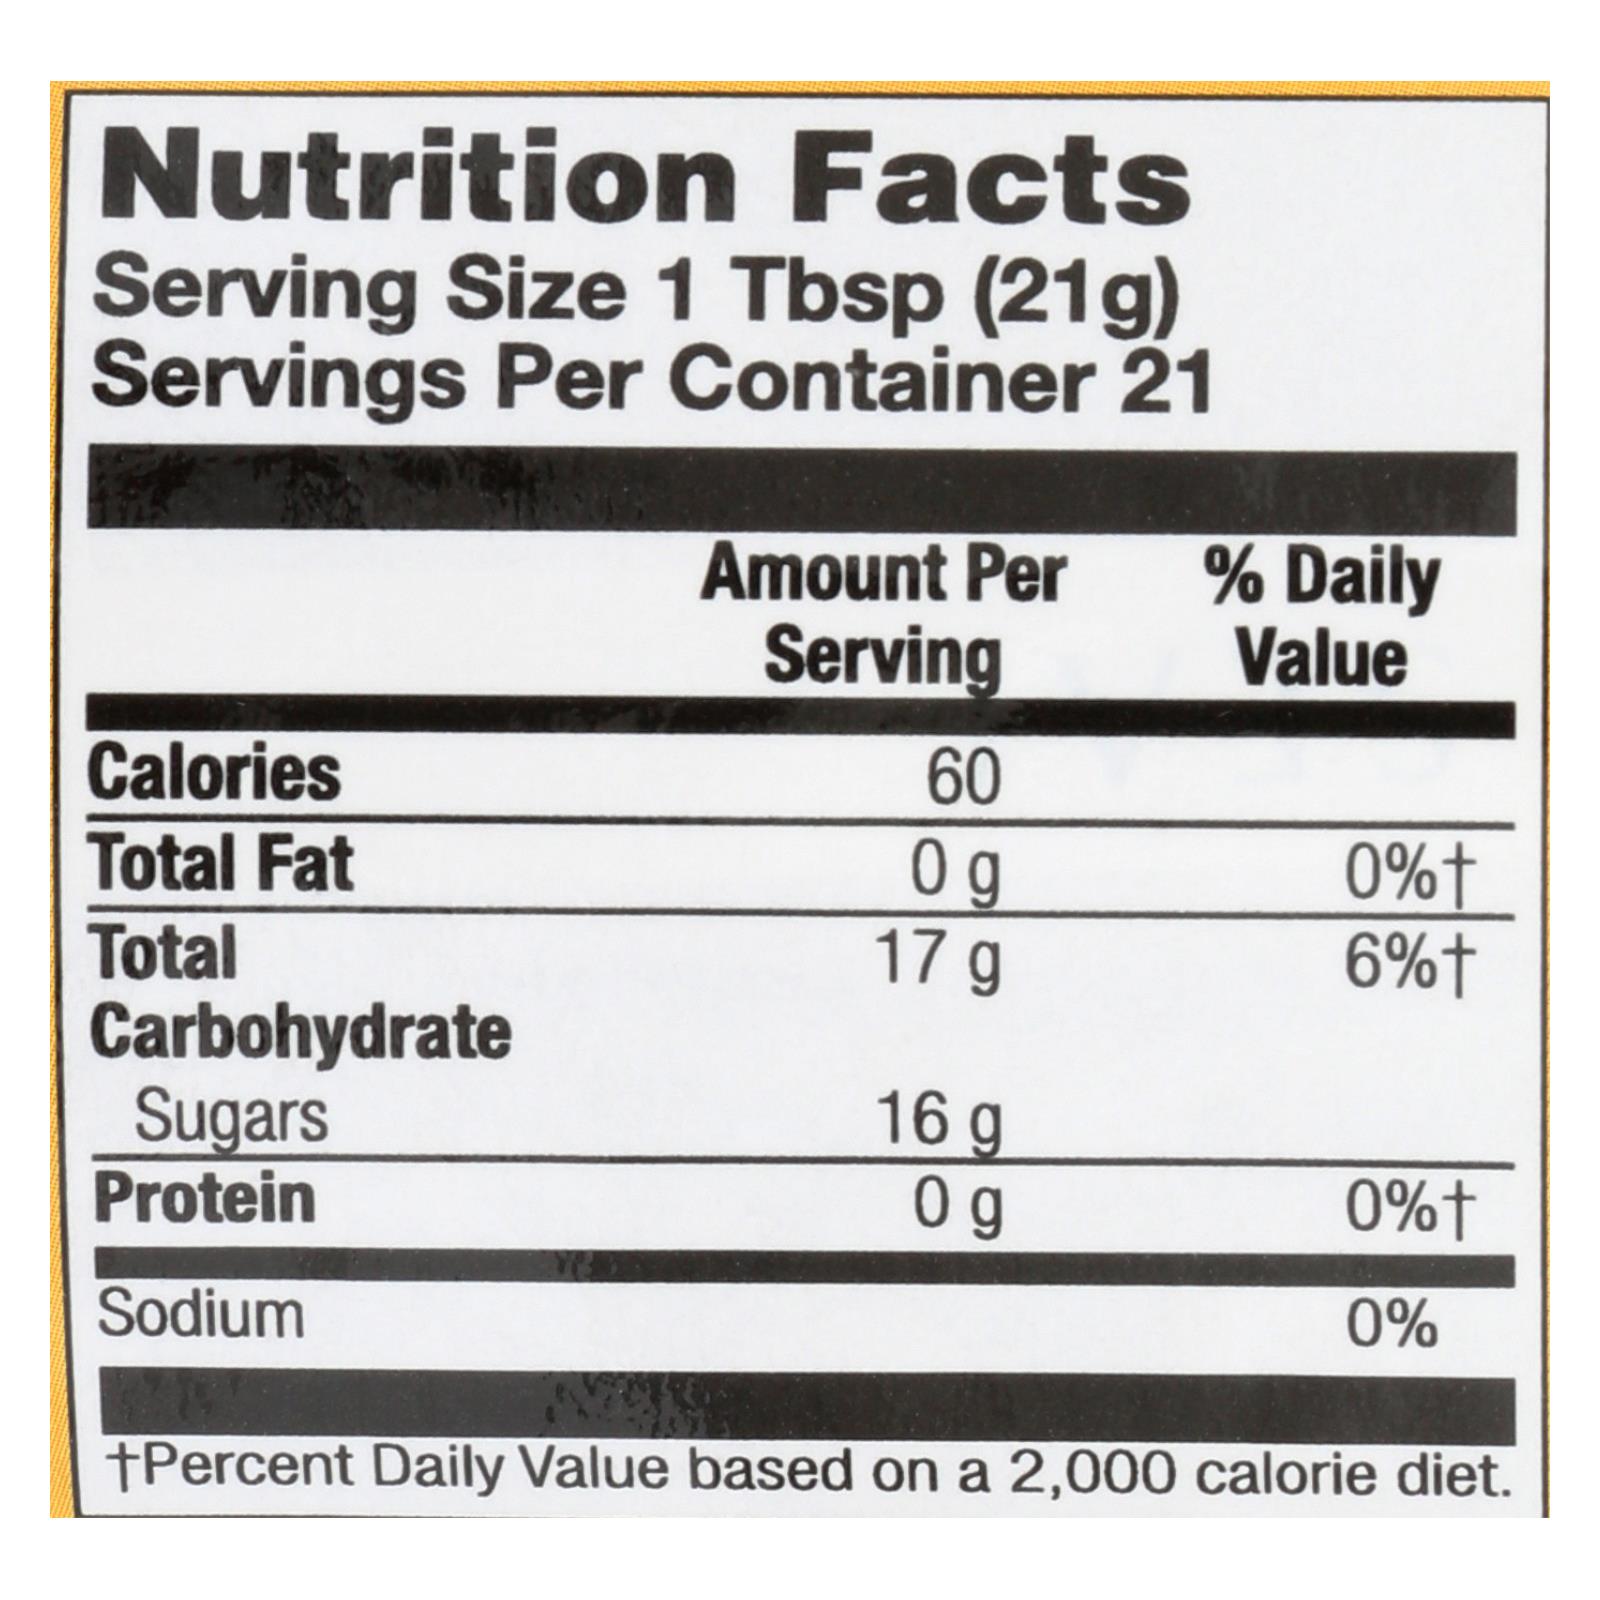 Nutrition Facts
Serving Size 1 Tbsp (21g)
Servings Per Container 21
Amount Per Serving % Daily Value
Calories 60
Total Fat 0 g 0%†
Total Carbohydrate 17 g 6%†
Sugars 16 g
Protein 0 g 0%†
Sodium 0%
†Percent Daily Value based on a 2,000 calorie diet.